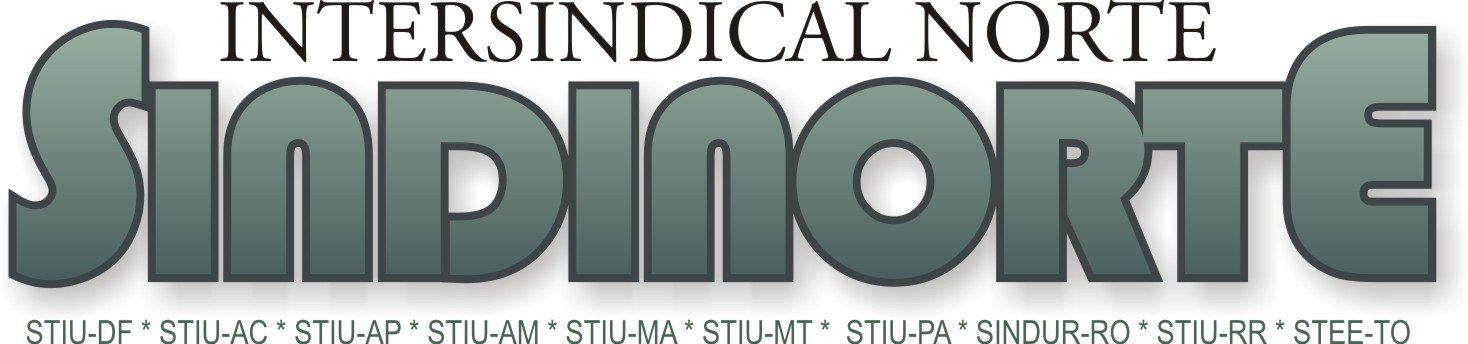 INTERSINDICAL NORTE
SINDINORTE
STIU-DF * STIU-AC * STIU-AP * STIU-AM * STIU-MA * STIU-MT * STIU-PA * SINDUR-RO * STIU-RR * STEE-TO